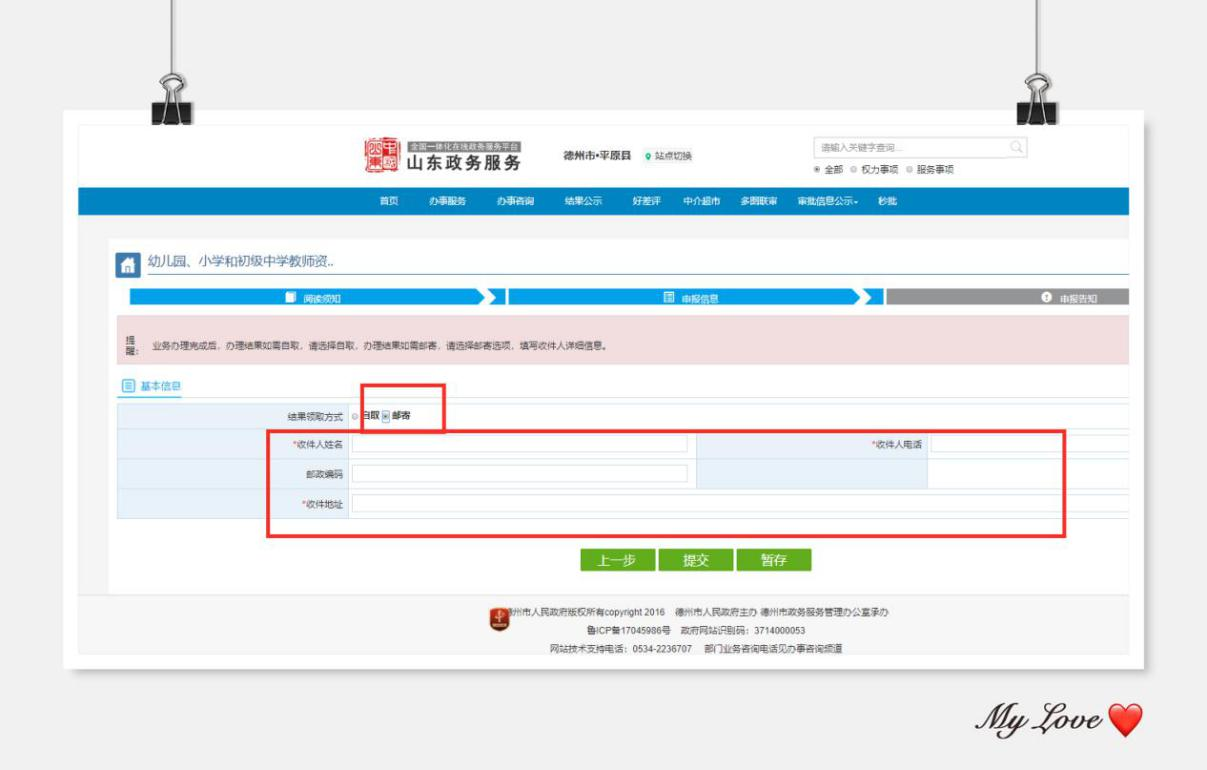 全国一体化在线政务服务平台
山东政务服务
德州市•平原县 站点切换
请输入关键字查询...
全部 权力事项 服务事项
首页 办事服务 办事咨询 结果公示 好差评 中介超市 多图联审 审批信息公示 秒批
幼儿园、小学和初级中学教师资..
阅读须知 申报信息 申报告知
提醒： 业务办理完成后，办理结果如需自取，请选择自取，办理结果如需邮寄，请选择邮寄选项，填写收件人详细信息。
基本信息
结果领取方式 自取 邮寄
*收件人姓名 *收件人电话
邮政编码
*收件地址
上一步 提交 暂存
德州市人民政府版权所有copyright 2016 德州市人民政府主办 德州市政务服务管理办公室承办
鲁ICP备17045986号 政府网站识别码：3714000053
网站技术支持电话：0534-2236707 部门业务咨询电话见办事咨询频道
My Love